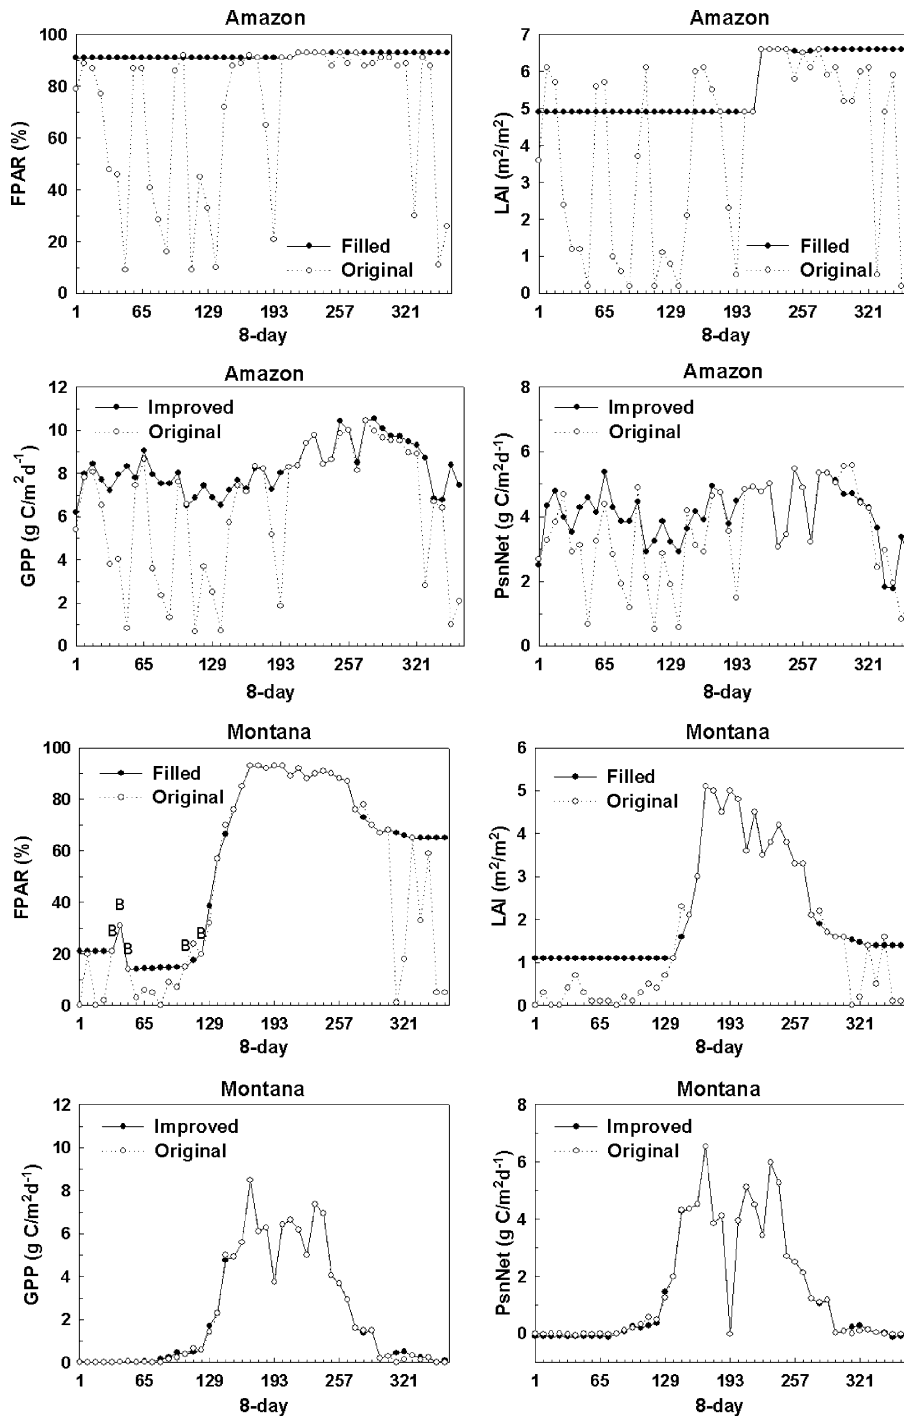 Amazon
100
80
60
40
20
0
FPAR (%)
Filled
Original
1 65 129 193 257 321
8-day
Amazon
7
6
5
4
3
2
1
0
LAI (m²/m²)
Filled
Original
1 65 129 193 257 321
8-day
Amazon
12
10
8
6
4
2
0
GPP (g C/m²d⁻¹)
Improved
Original
1 65 129 193 257 321
8-day
Amazon
8
6
4
2
0
PsnNet (g C/m²d⁻¹)
Improved
Original
1 65 129 193 257 321
8-day
Montana
100
80
60
40
20
0
FPAR (%)
Filled
Original
B
B
B
B
B
1 65 129 193 257 321
8-day
Montana
6
5
4
3
2
1
0
LAI (m²/m²)
Filled
Original
1 65 129 193 257 321
8-day
Montana
12
10
8
6
4
2
0
GPP (g C/m²d⁻¹)
Improved
Original
1 65 129 193 257 321
8-day
Montana
8
6
4
2
0
PsnNet (g C/m²d⁻¹)
Improved
Original
1 65 129 193 257 321
8-day